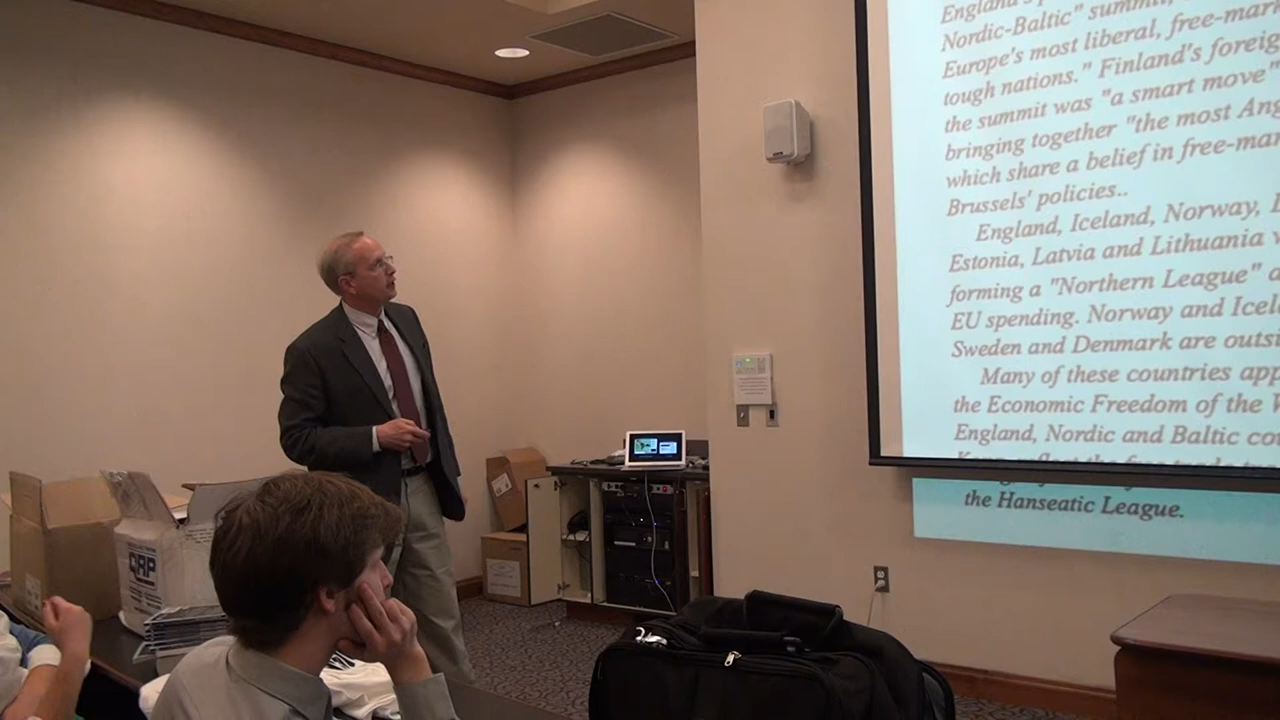 England's
Nordic-Baltic" summit,
Europe's most liberal, free-mar
tough nations." Finland's foreig
the summit was "a smart move"
bringing together "the most Ang
which share a belief in free-mar
Brussels' policies..
England, Iceland, Norway,
Estonia, Latvia and Lithuania
forming a "Northern League" a
EU spending. Norway and Icel
Sweden and Denmark are outsi
Many of these countries app
the Economic Freedom of the
England, Nordic and Baltic cou
the Hanseatic League.
QRP